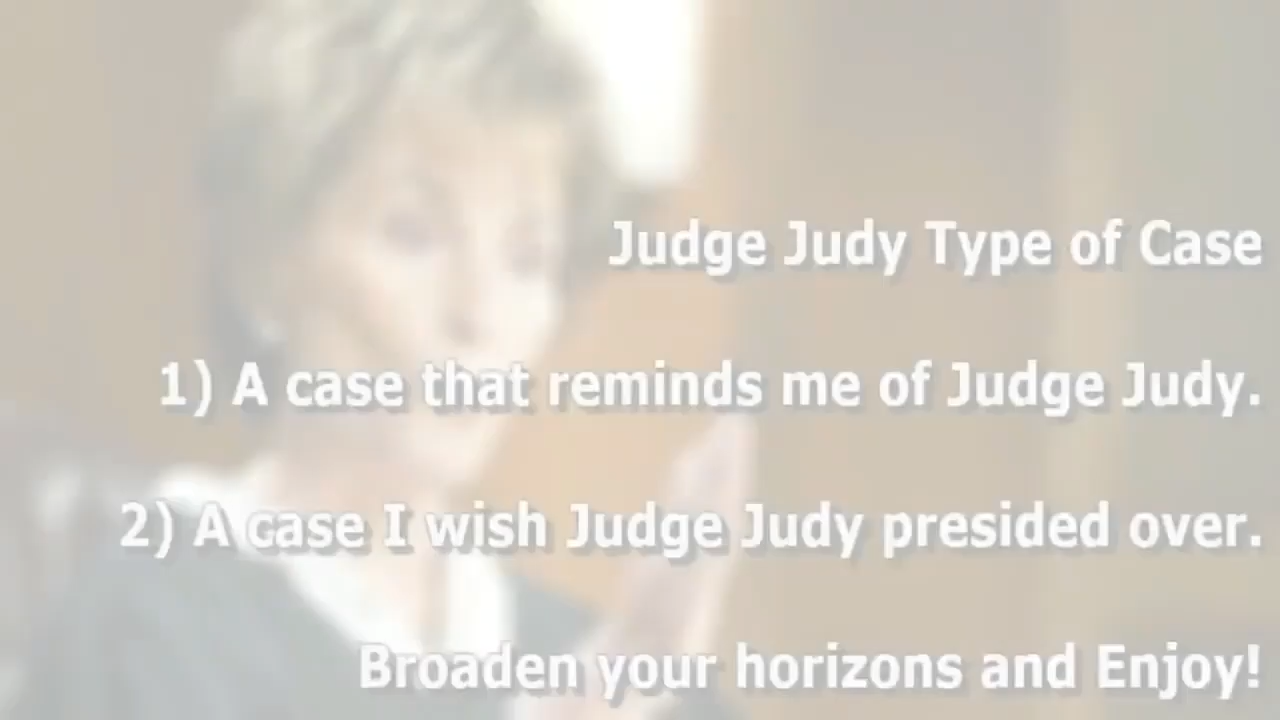 Judge Judy Type of Case
1) A case that reminds me of Judge Judy.
2) A case I wish Judge Judy presided over.
Broaden your horizons and Enjoy!